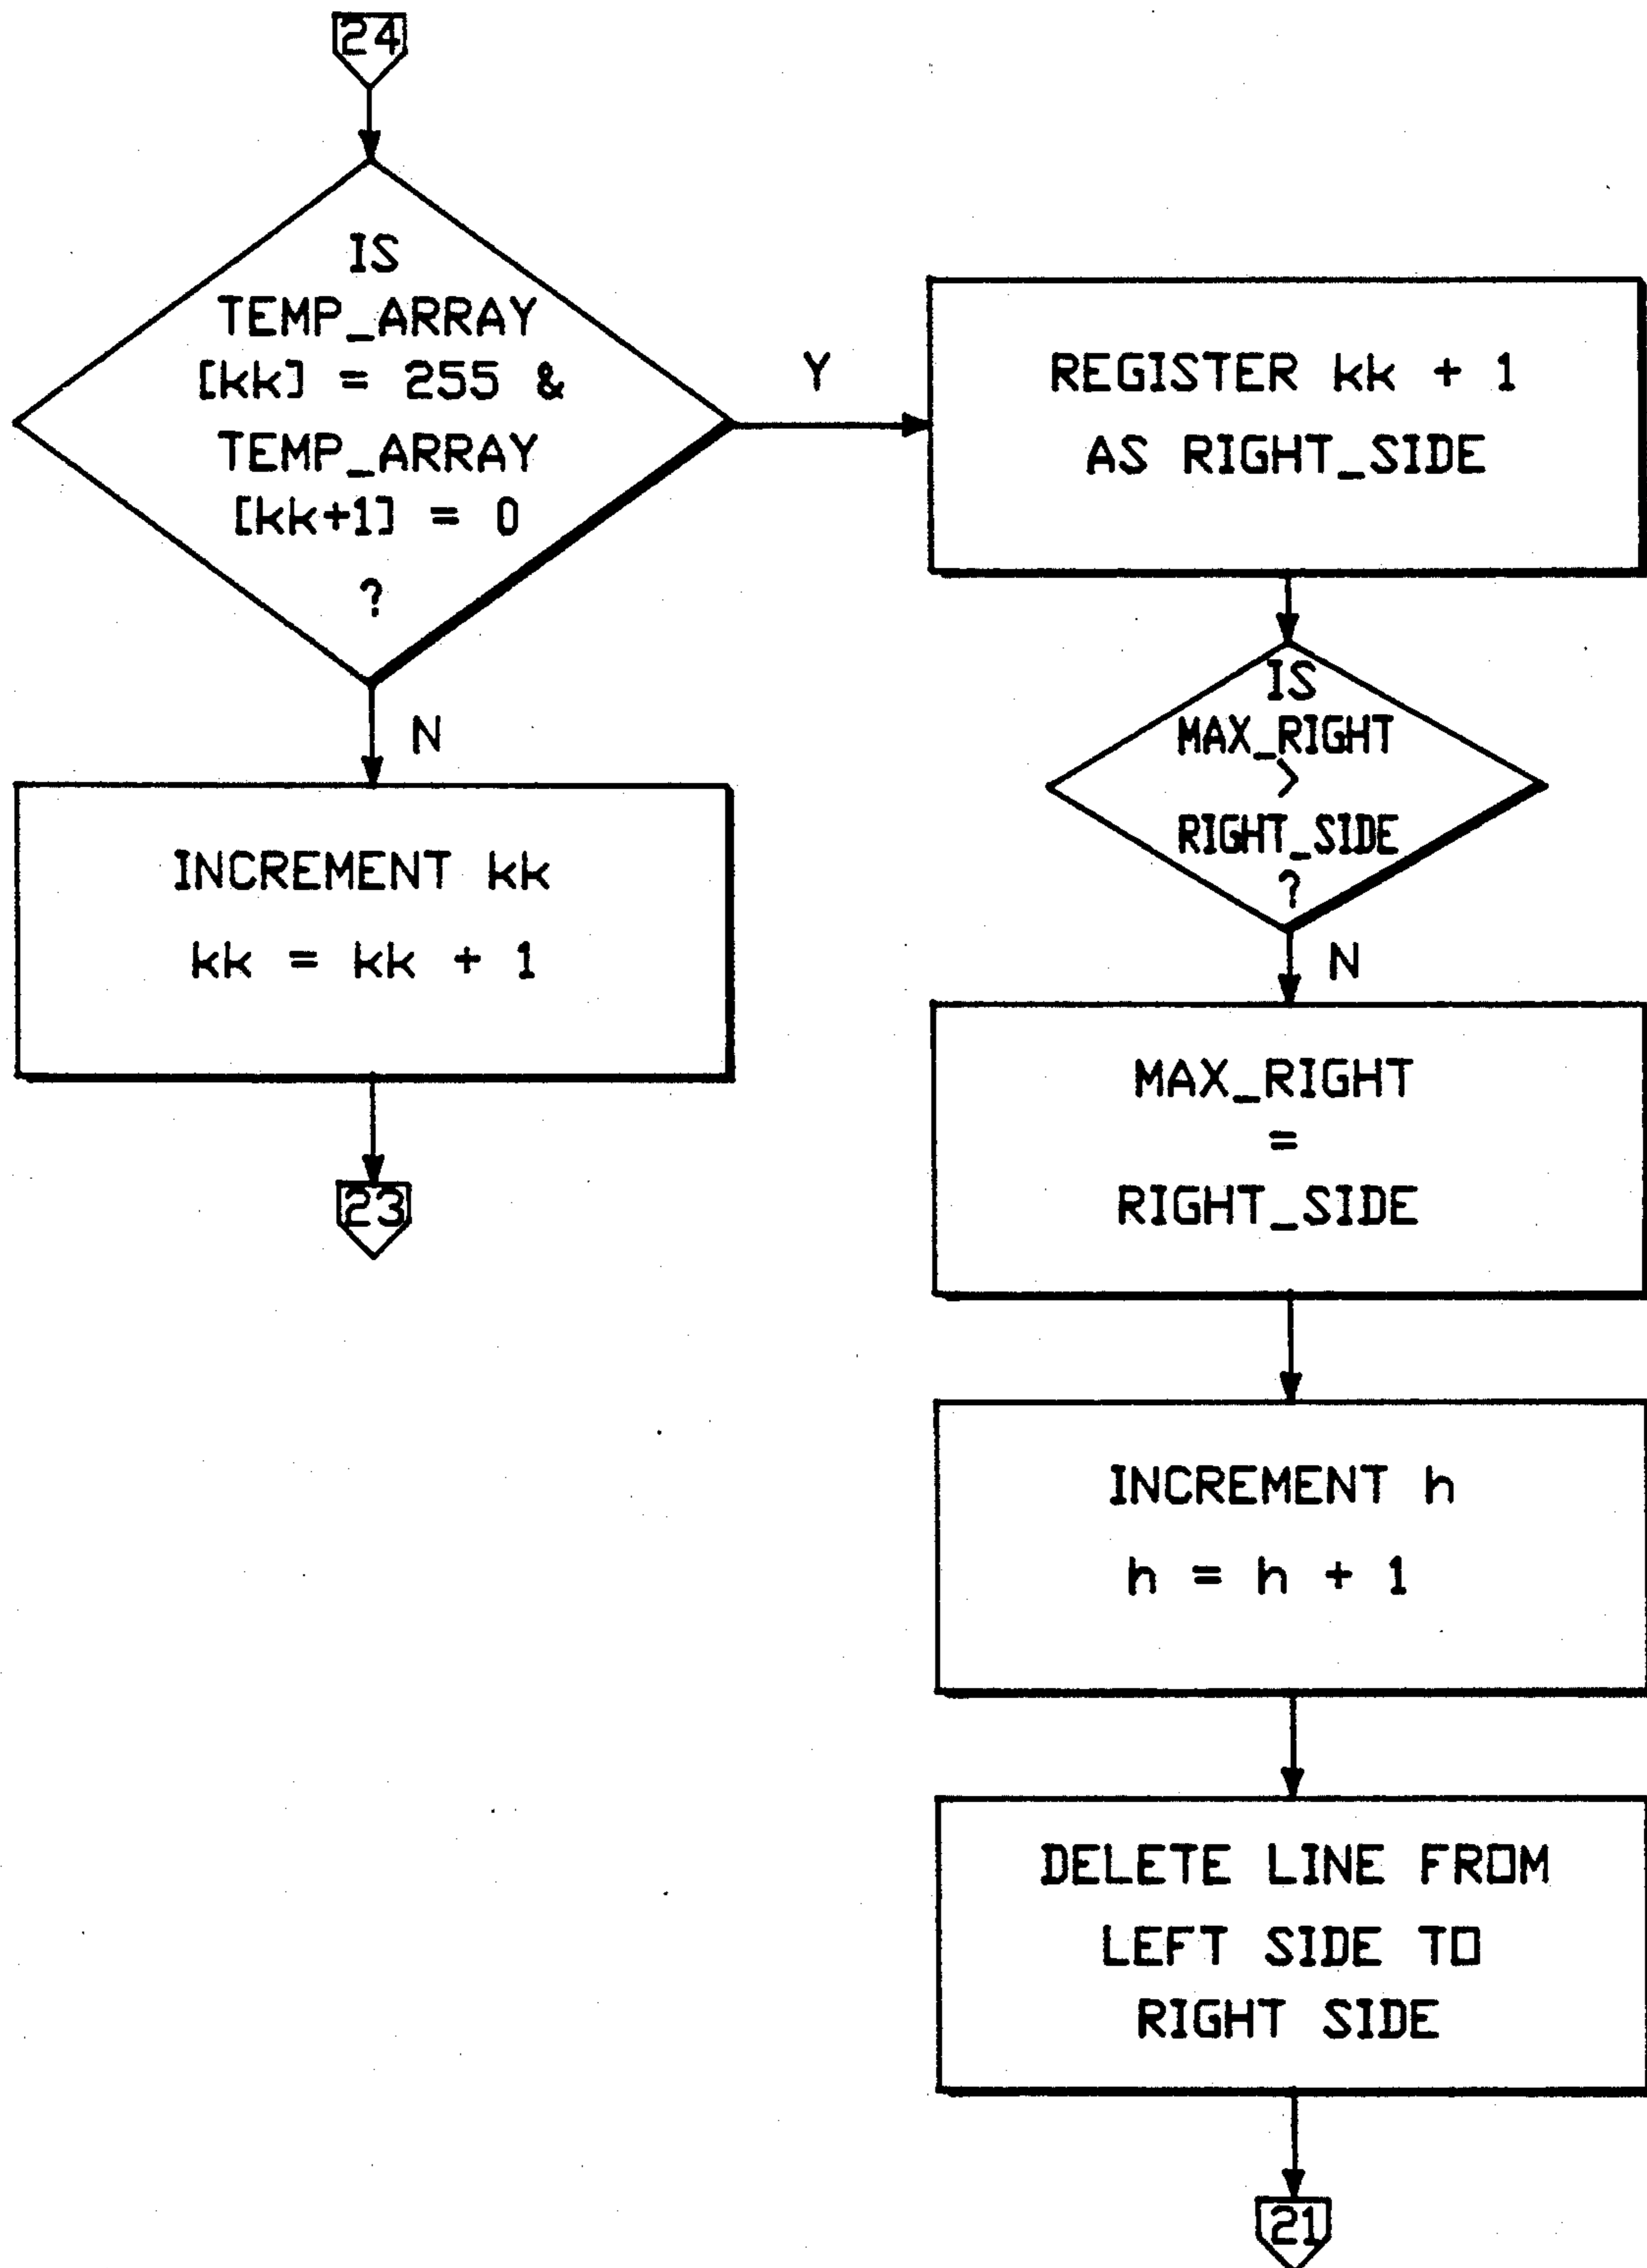 24
IS
TEMP_ARRAY
[kk] = 255 &
TEMP_ARRAY
[kk+1] = 0
?
Y
N
INCREMENT kk
kk = kk + 1
23
REGISTER kk + 1
AS RIGHT_SIDE
IS
MAX_RIGHT
>
RIGHT_SIDE
?
N
MAX_RIGHT
=
RIGHT_SIDE
INCREMENT h
h = h + 1
DELETE LINE FROM
LEFT SIDE TO
RIGHT SIDE
21